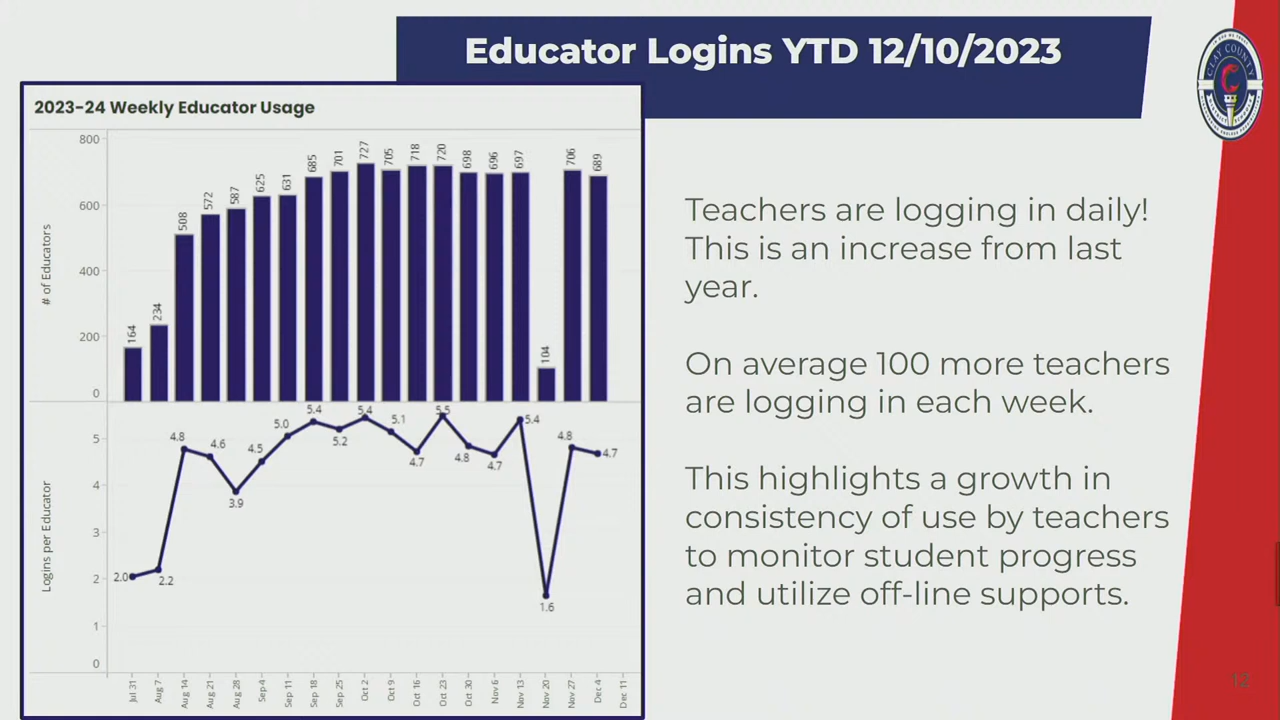 Educator Logins YTD 12/10/2023
CLAY COUNTY
2023-24 Weekly Educator Usage
# of Educators
800
600
400
200
0
164
234
508
572
587
625
631
685
701
727
705
718
720
698
696
697
104
706
689
Logins per Educator
5
4
3
2
1
0
2.0
2.2
4.8
4.6
3.9
4.5
5.0
5.4
5.2
5.4
5.1
4.7
5.5
4.8
4.7
5.4
1.6
4.8
4.7
Jul 31
Aug 7
Aug 14
Aug 21
Aug 28
Sep 4
Sep 11
Sep 18
Sep 25
Oct 2
Oct 9
Oct 16
Oct 23
Oct 30
Nov 6
Nov 13
Nov 20
Nov 27
Dec 4
Dec 11
Teachers are logging in daily!
This is an increase from last
year.
On average 100 more teachers
are logging in each week.
This highlights a growth in
consistency of use by teachers
to monitor student progress
and utilize off-line supports.
12